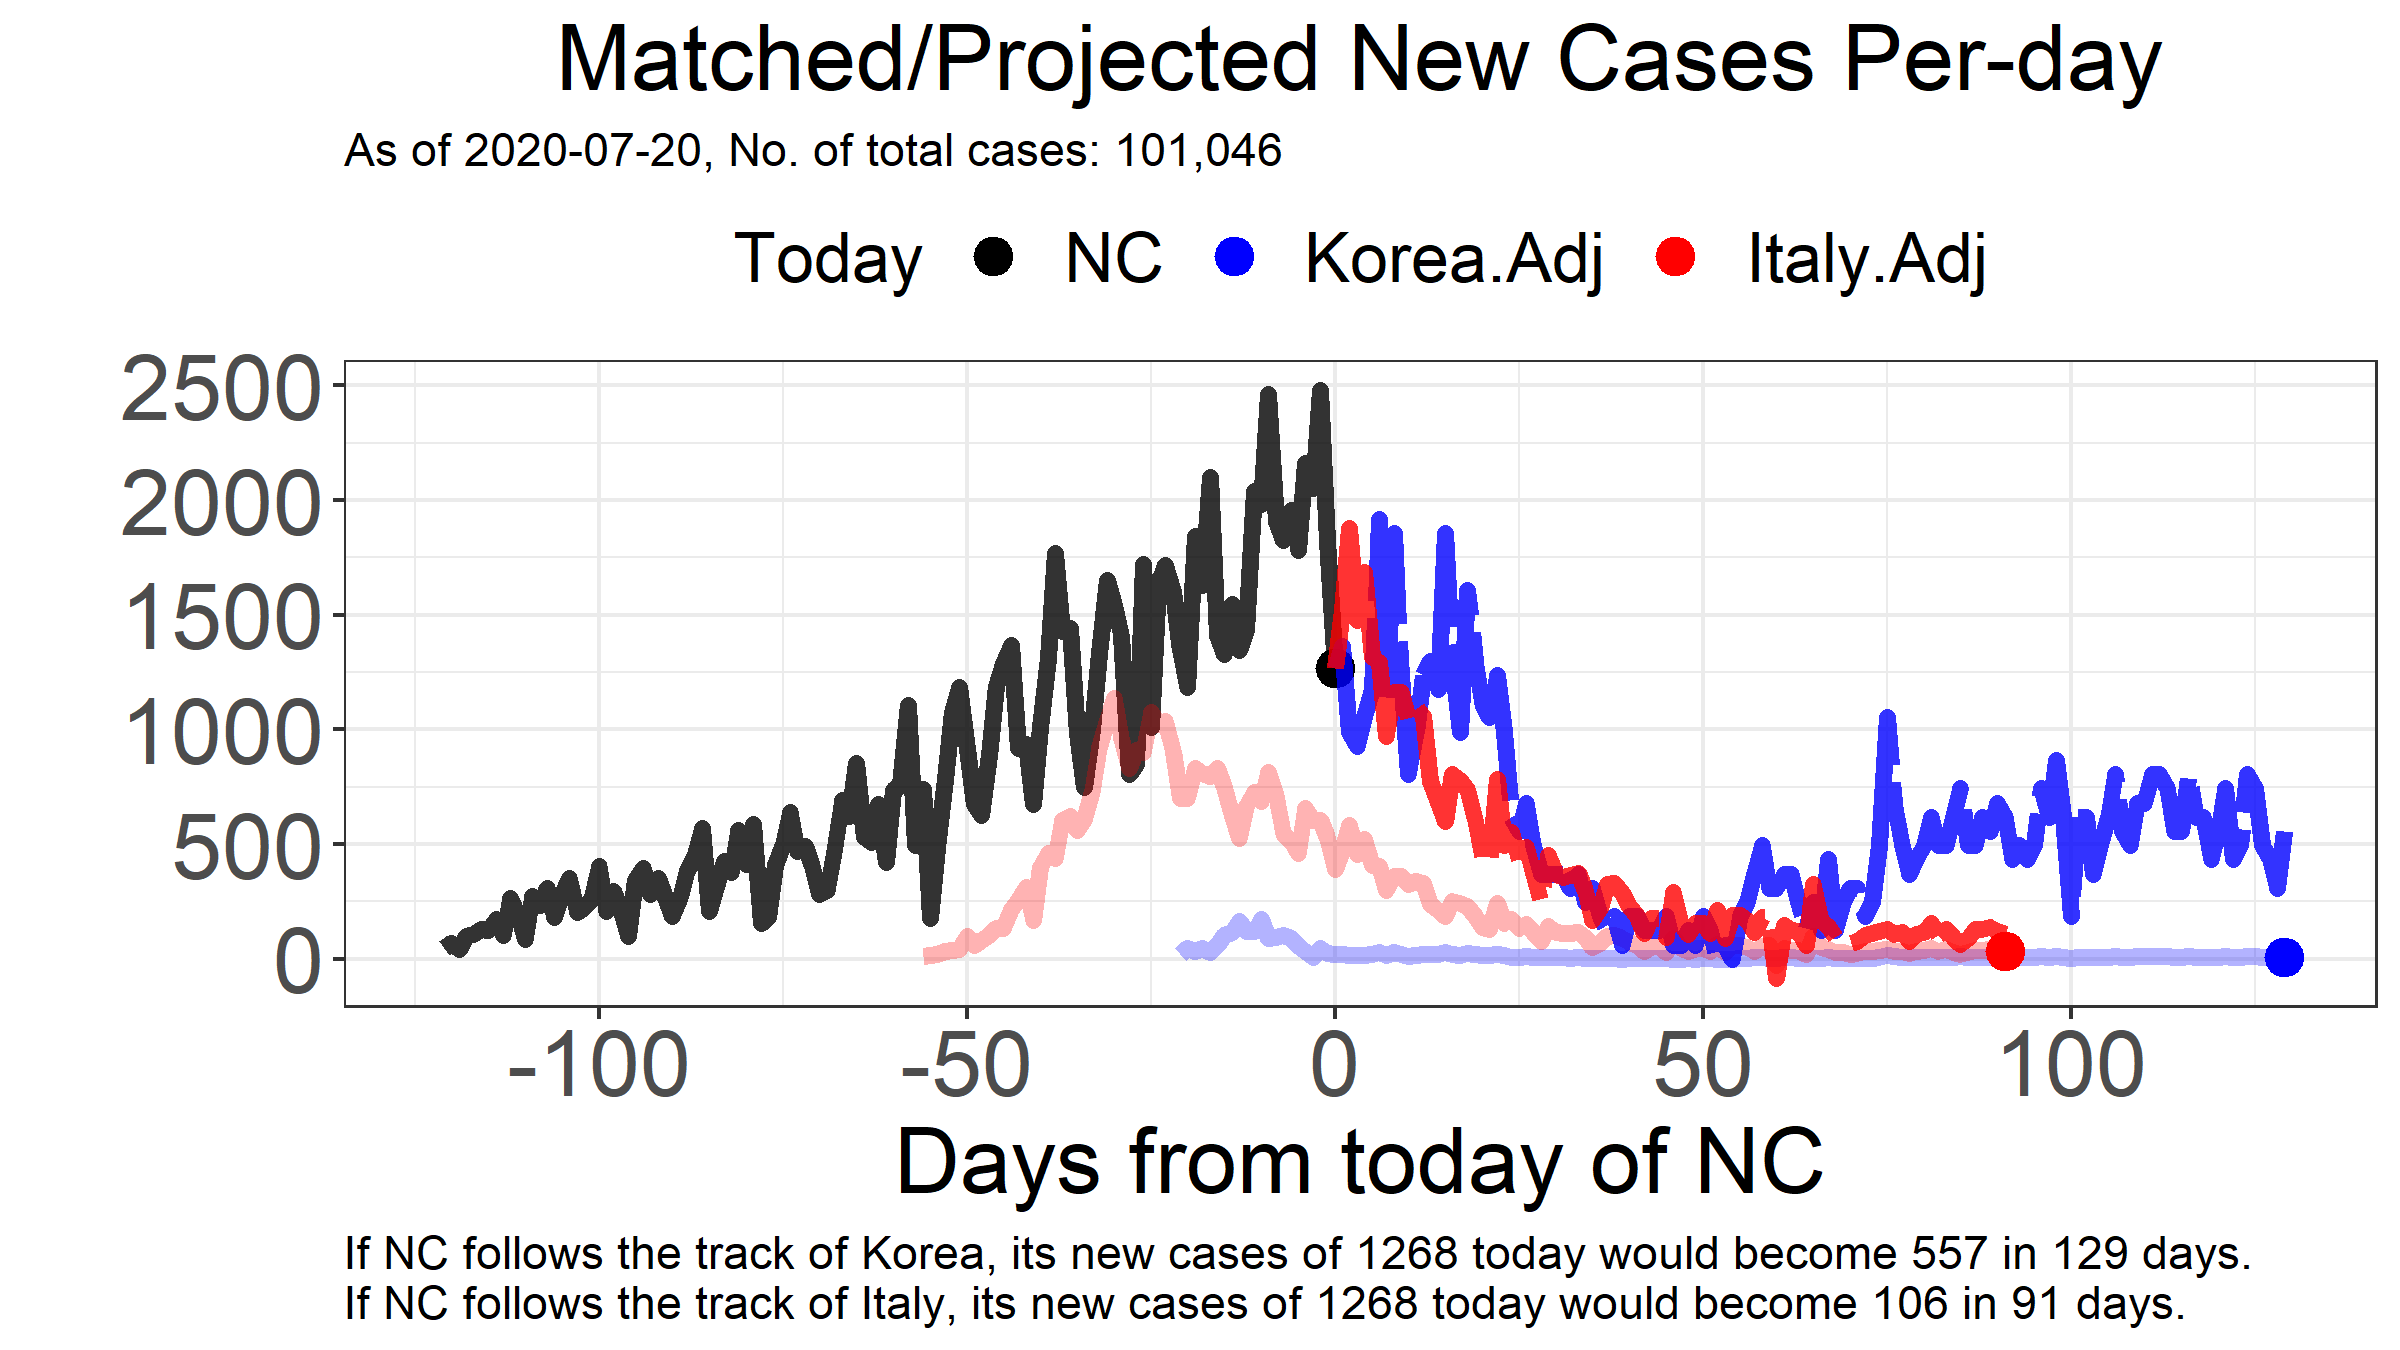 Matched/Projected New Cases Per-day
As of 2020-07-20, No. of total cases: 101,046
Today NC Korea.Adj Italy.Adj
2500
2000
1500
1000
500
0
-100 -50 0 50 100
Days from today of NC
If NC follows the track of Korea, its new cases of 1268 today would become 557 in 129 days.
If NC follows the track of Italy, its new cases of 1268 today would become 106 in 91 days.